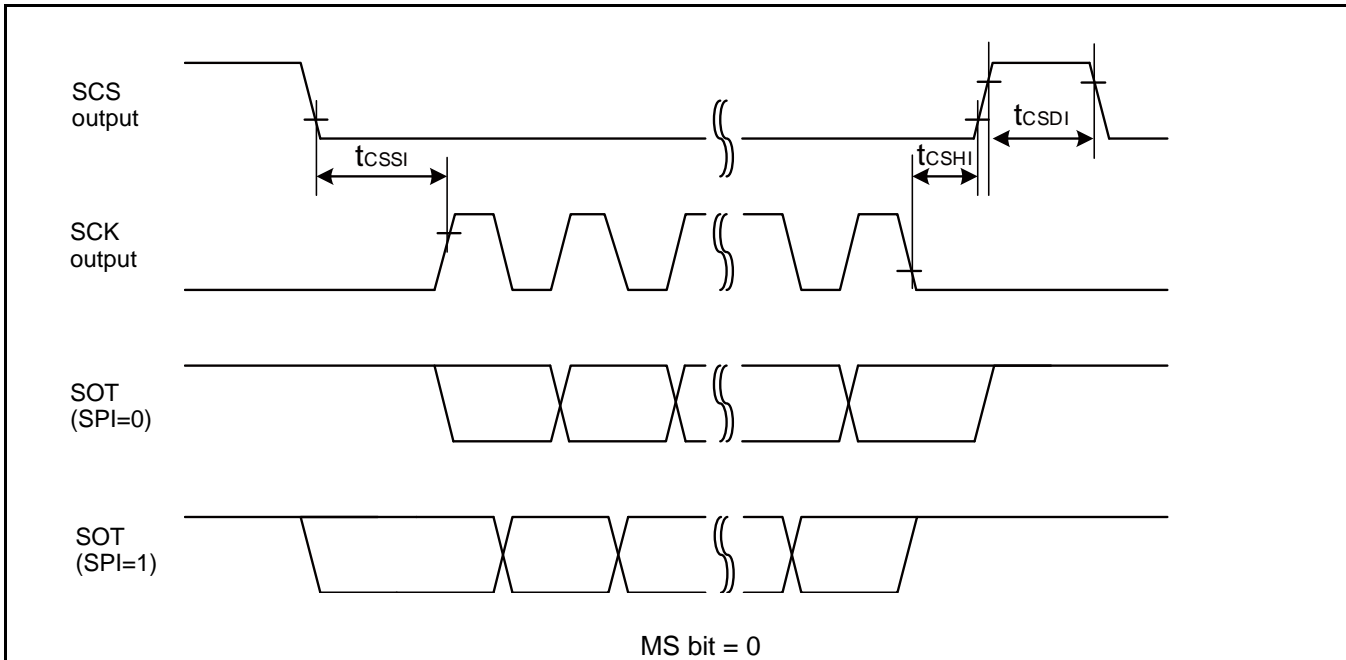 SCS
output
tCSDI
tCSSI
tCSHI
SCK
output
SOT
(SPI=0)
SOT
(SPI=1)
MS bit = 0